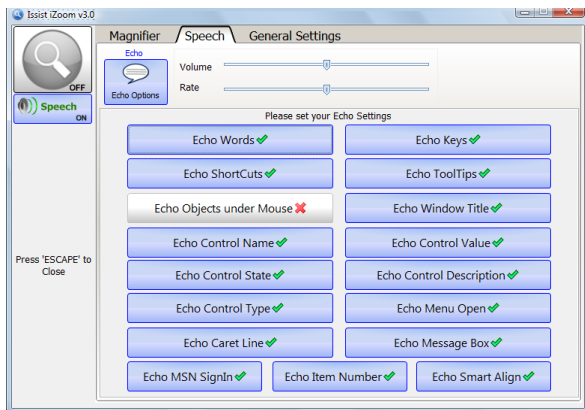 Issist iZoom v3.0
Magnifier Speech General Settings
OFF
Speech
ON
Echo
Echo Options
Volume
Rate
Please set your Echo Settings
Echo Words Echo Keys
Echo ShortCuts Echo ToolTips
Echo Objects under Mouse Echo Window Title
Echo Control Name Echo Control Value
Echo Control State Echo Control Description
Echo Control Type Echo Menu Open
Echo Caret Line Echo Message Box
Echo MSN SignIn Echo Item Number Echo Smart Align
Press 'ESCAPE' to
Close